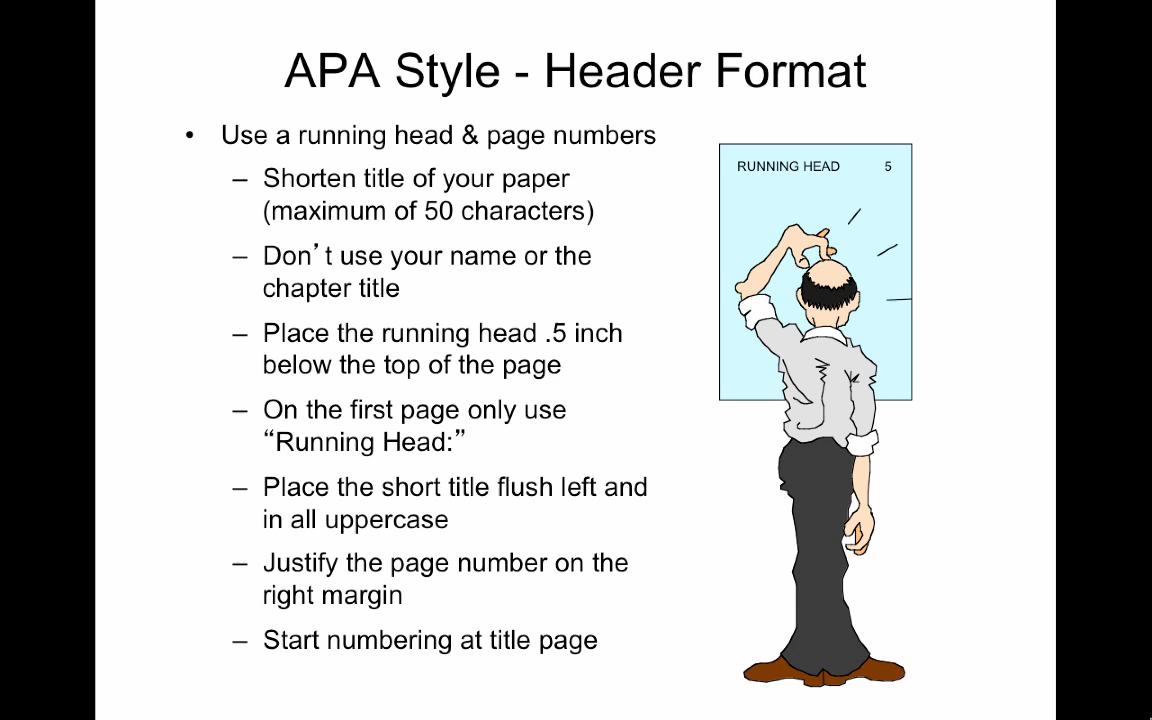 APA Style - Header Format
• Use a running head & page numbers
– Shorten title of your paper
(maximum of 50 characters)
– Don’t use your name or the
chapter title
– Place the running head .5 inch
below the top of the page
– On the first page only use
“Running Head:”
– Place the short title flush left and
in all uppercase
– Justify the page number on the
right margin
– Start numbering at title page
RUNNING HEAD 5